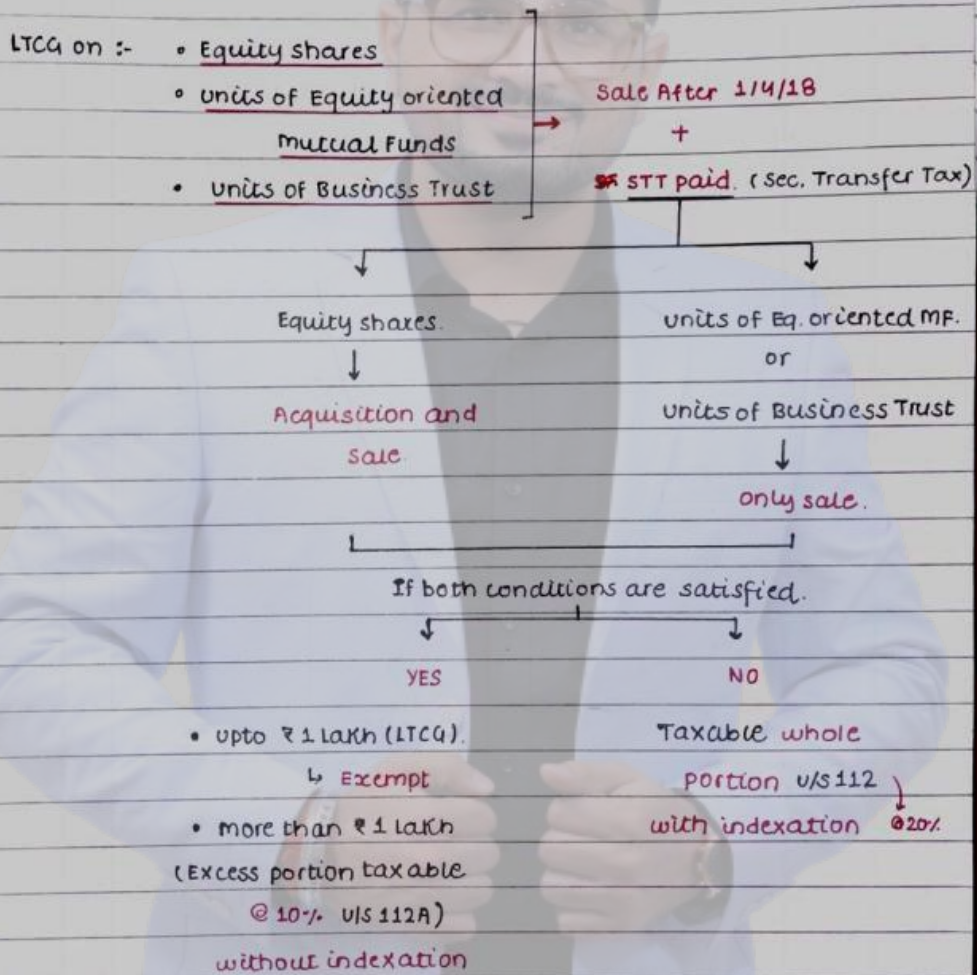 LTCG on :- • Equity shares
• Units of Equity oriented
Mutual Funds
• Units of Business Trust
Sale After 1/4/18
+
STT paid. (Sec. Transfer Tax)
Equity shares.
Acquisition and
Sale
Units of Eq. oriented MF.
or
Units of Business Trust
only sale.
If both conditions are satisfied.
YES
• upto ₹ 1 Lakh (LTCG).
↳ Exempt
• more than ₹ 1 Lakh
(Excess portion taxable
@ 10% U/S 112A)
without indexation
NO
Taxable whole
portion U/S 112
with indexation @20%